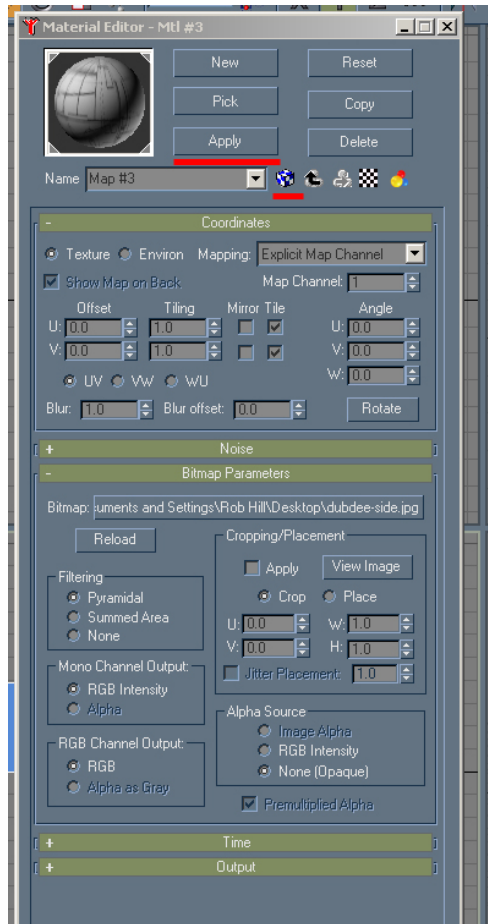 Material Editor - Mtl #3
New Reset
Pick Copy
Apply Delete
Name Map #3
- Coordinates
Texture Environ Mapping: Explicit Map Channel
Show Map on Back Map Channel: 1
Offset Tiling Mirror Tile Angle
U: 0.0 1.0 U: 0.0
V: 0.0 1.0 V: 0.0
UV VW WU W: 0.0
Blur: 1.0 Blur offset: 0.0 Rotate
+ Noise
- Bitmap Parameters
Bitmap: uments and Settings\Rob Hill\Desktop\dubdee-side.jpg
Reload
Cropping/Placement
Apply View Image
Crop Place
U: 0.0 W: 1.0
V: 0.0 H: 1.0
Jitter Placement: 1.0
Filtering
Pyramidal
Summed Area
None
Mono Channel Output:
RGB Intensity
Alpha
RGB Channel Output:
RGB
Alpha as Gray
Alpha Source
Image Alpha
RGB Intensity
None (Opaque)
Premultiplied Alpha
+ Time
+ Output